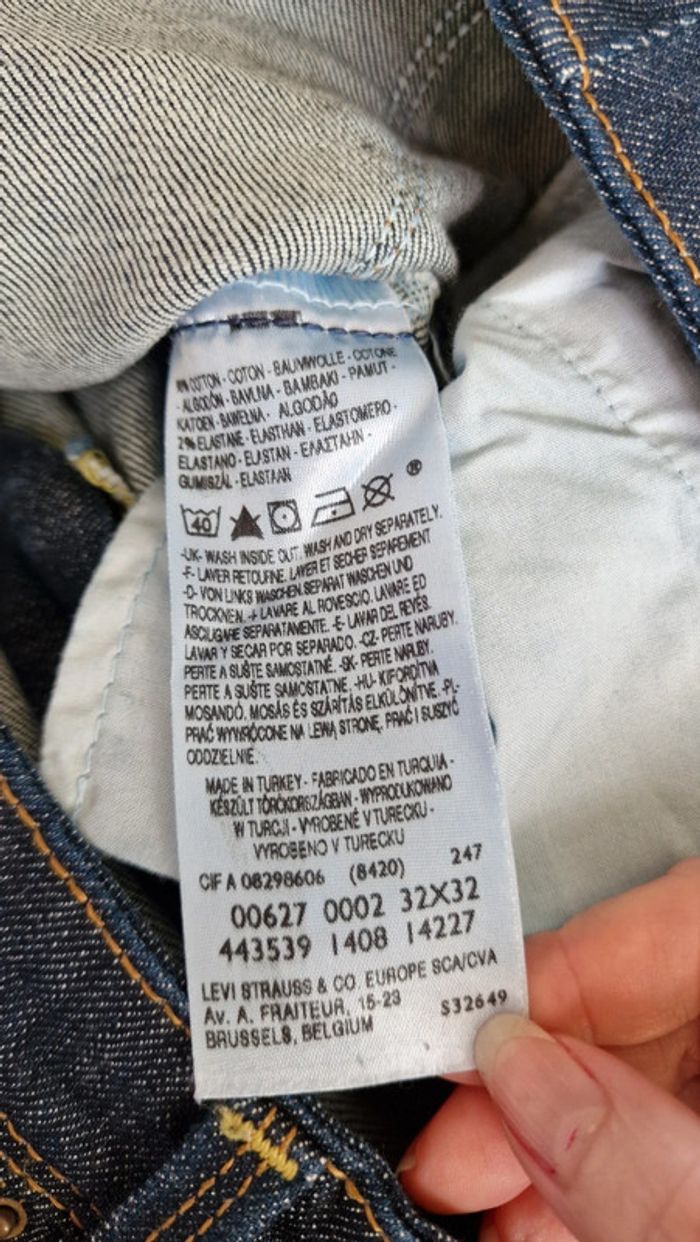 COTTON - COTON - BAUMWOLLE - COTONE
- ALGODÓN - BAVLNA - BAMBAKI - PAMUT -
KATOEN - BAWEŁNA - ALGODÃO
2% ELASTANE - ELASTHAN - ELASTOMERO -
ELASTANO - ELASTAN - ΕΛΑΣΤΑΗΝ -
GUMISZÁL - ELASTAAN
40 ®
-UK- WASH INSIDE OUT. WASH AND DRY SEPARATELY.
-F- LAVER RETOURNE. LAVER ET SECHER SEPAREMENT
-D- VON LINKS WASCHEN. SEPARAT WASCHEN UND
TROCKNEN. -I- LAVARE AL ROVESCIO. LAVARE ED
ASCIUGARE SEPARATAMENTE. -E- LAVAR DEL REVÉS.
LAVAR Y SECAR POR SEPARADO. -CZ- PERTE NARUBY.
PERTE A SUŠTE SAMOSTATNĚ. -SK- PERTE NARUBY.
PERTE A SUŠTE SAMOSTATNE. -HU- KIFORDÍTVA
MOSANDÓ. MOSÁS ÉS SZÁRÍTÁS ELKÜLÖNÍTVE. -PL-
PRAĆ WYWRÓCONE NA LEWĄ STRONĘ. PRAĆ I SUSZYĆ
ODDZIELNIE.
MADE IN TURKEY - FABRICADO EN TURQUIA -
KÉSZÜLT TÖRÖKORSZÁGBAN - WYPRODUKOWANO
W TURCJI - VYROBENÉ V TURECKU -
VYROBENO V TURECKU
CIF A 08298606 (8420) 247
00627 0002 32X32
443539 1408 14227
LEVI STRAUSS & CO. EUROPE SCA/CVA
Av. A. FRAITEUR, 15-23 S32649
BRUSSELS, BELGIUM